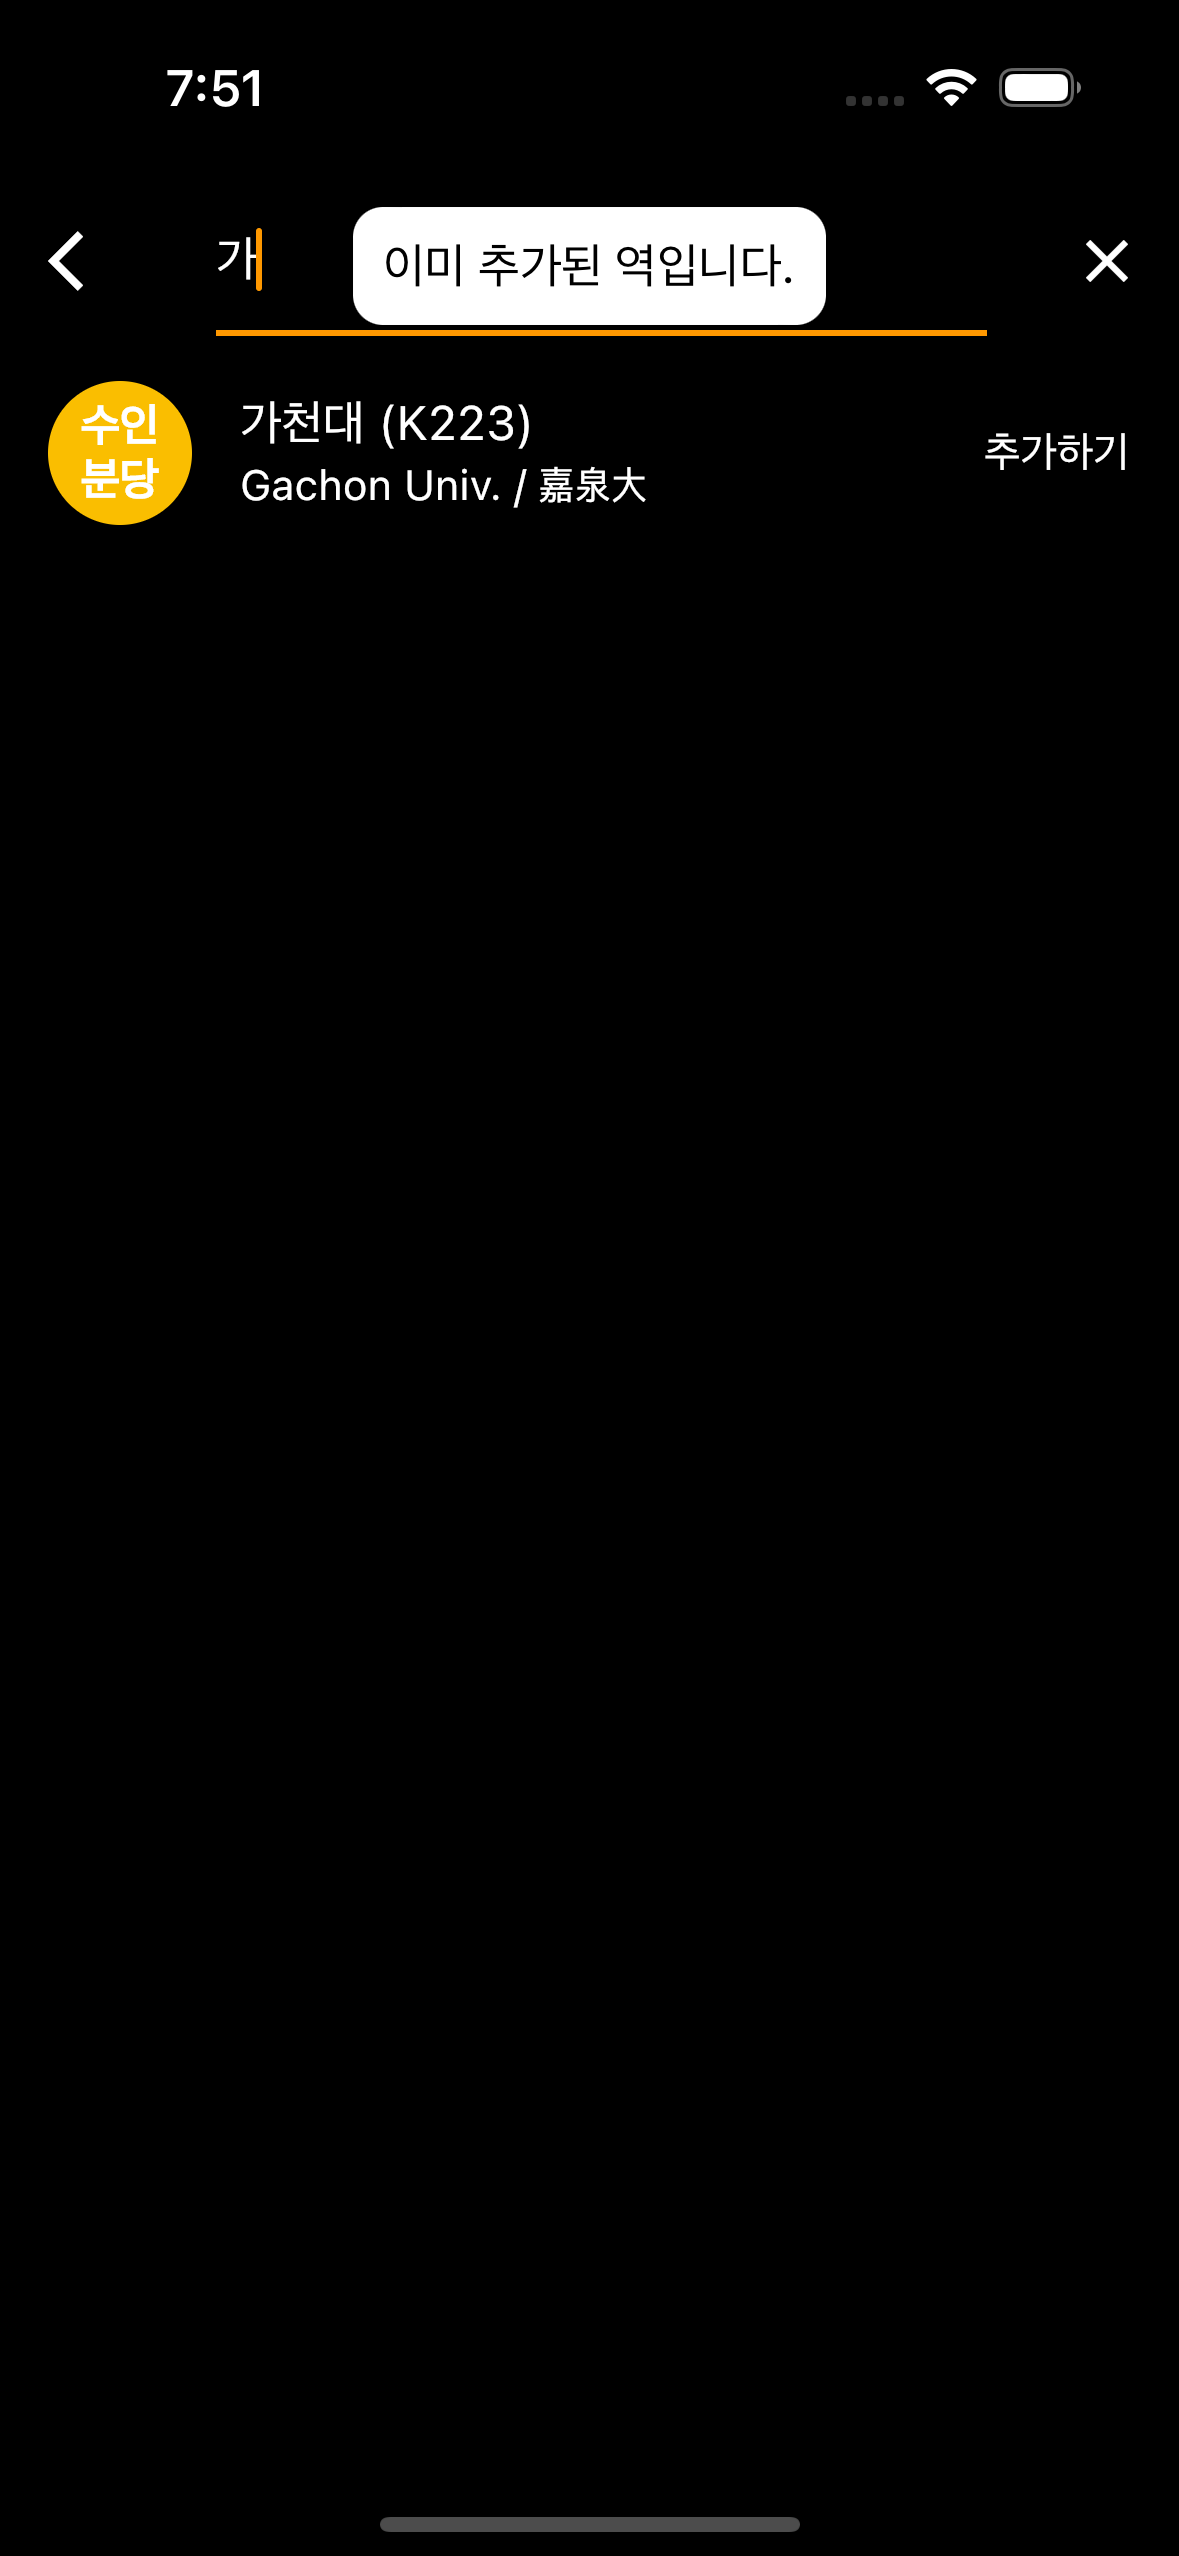 7:51
가
이미 추가된 역입니다.
수인
분당
가천대 (K223)
Gachon Univ. / 嘉泉大
추가하기